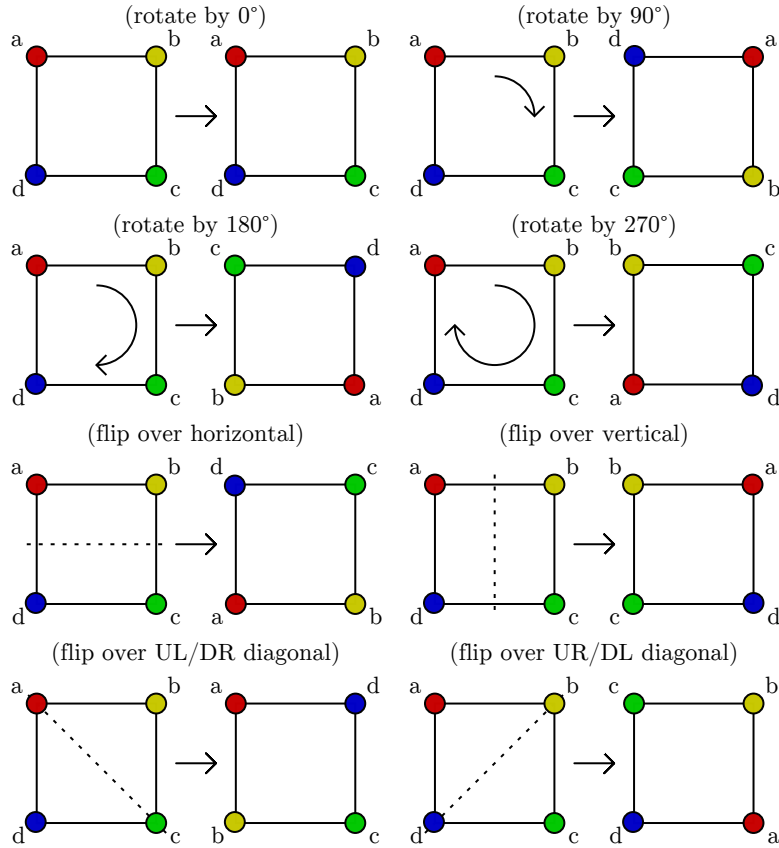 (rotate by 0°) (rotate by 90°)
a b a b a b d a
d c d c d c c b
(rotate by 180°) (rotate by 270°)
a b c d a b b c
d c b a d c a d
(flip over horizontal) (flip over vertical)
a b d c a b b a
d c a b d c c d
(flip over UL/DR diagonal) (flip over UR/DL diagonal)
a b a d a b c b
d c b c d c d a